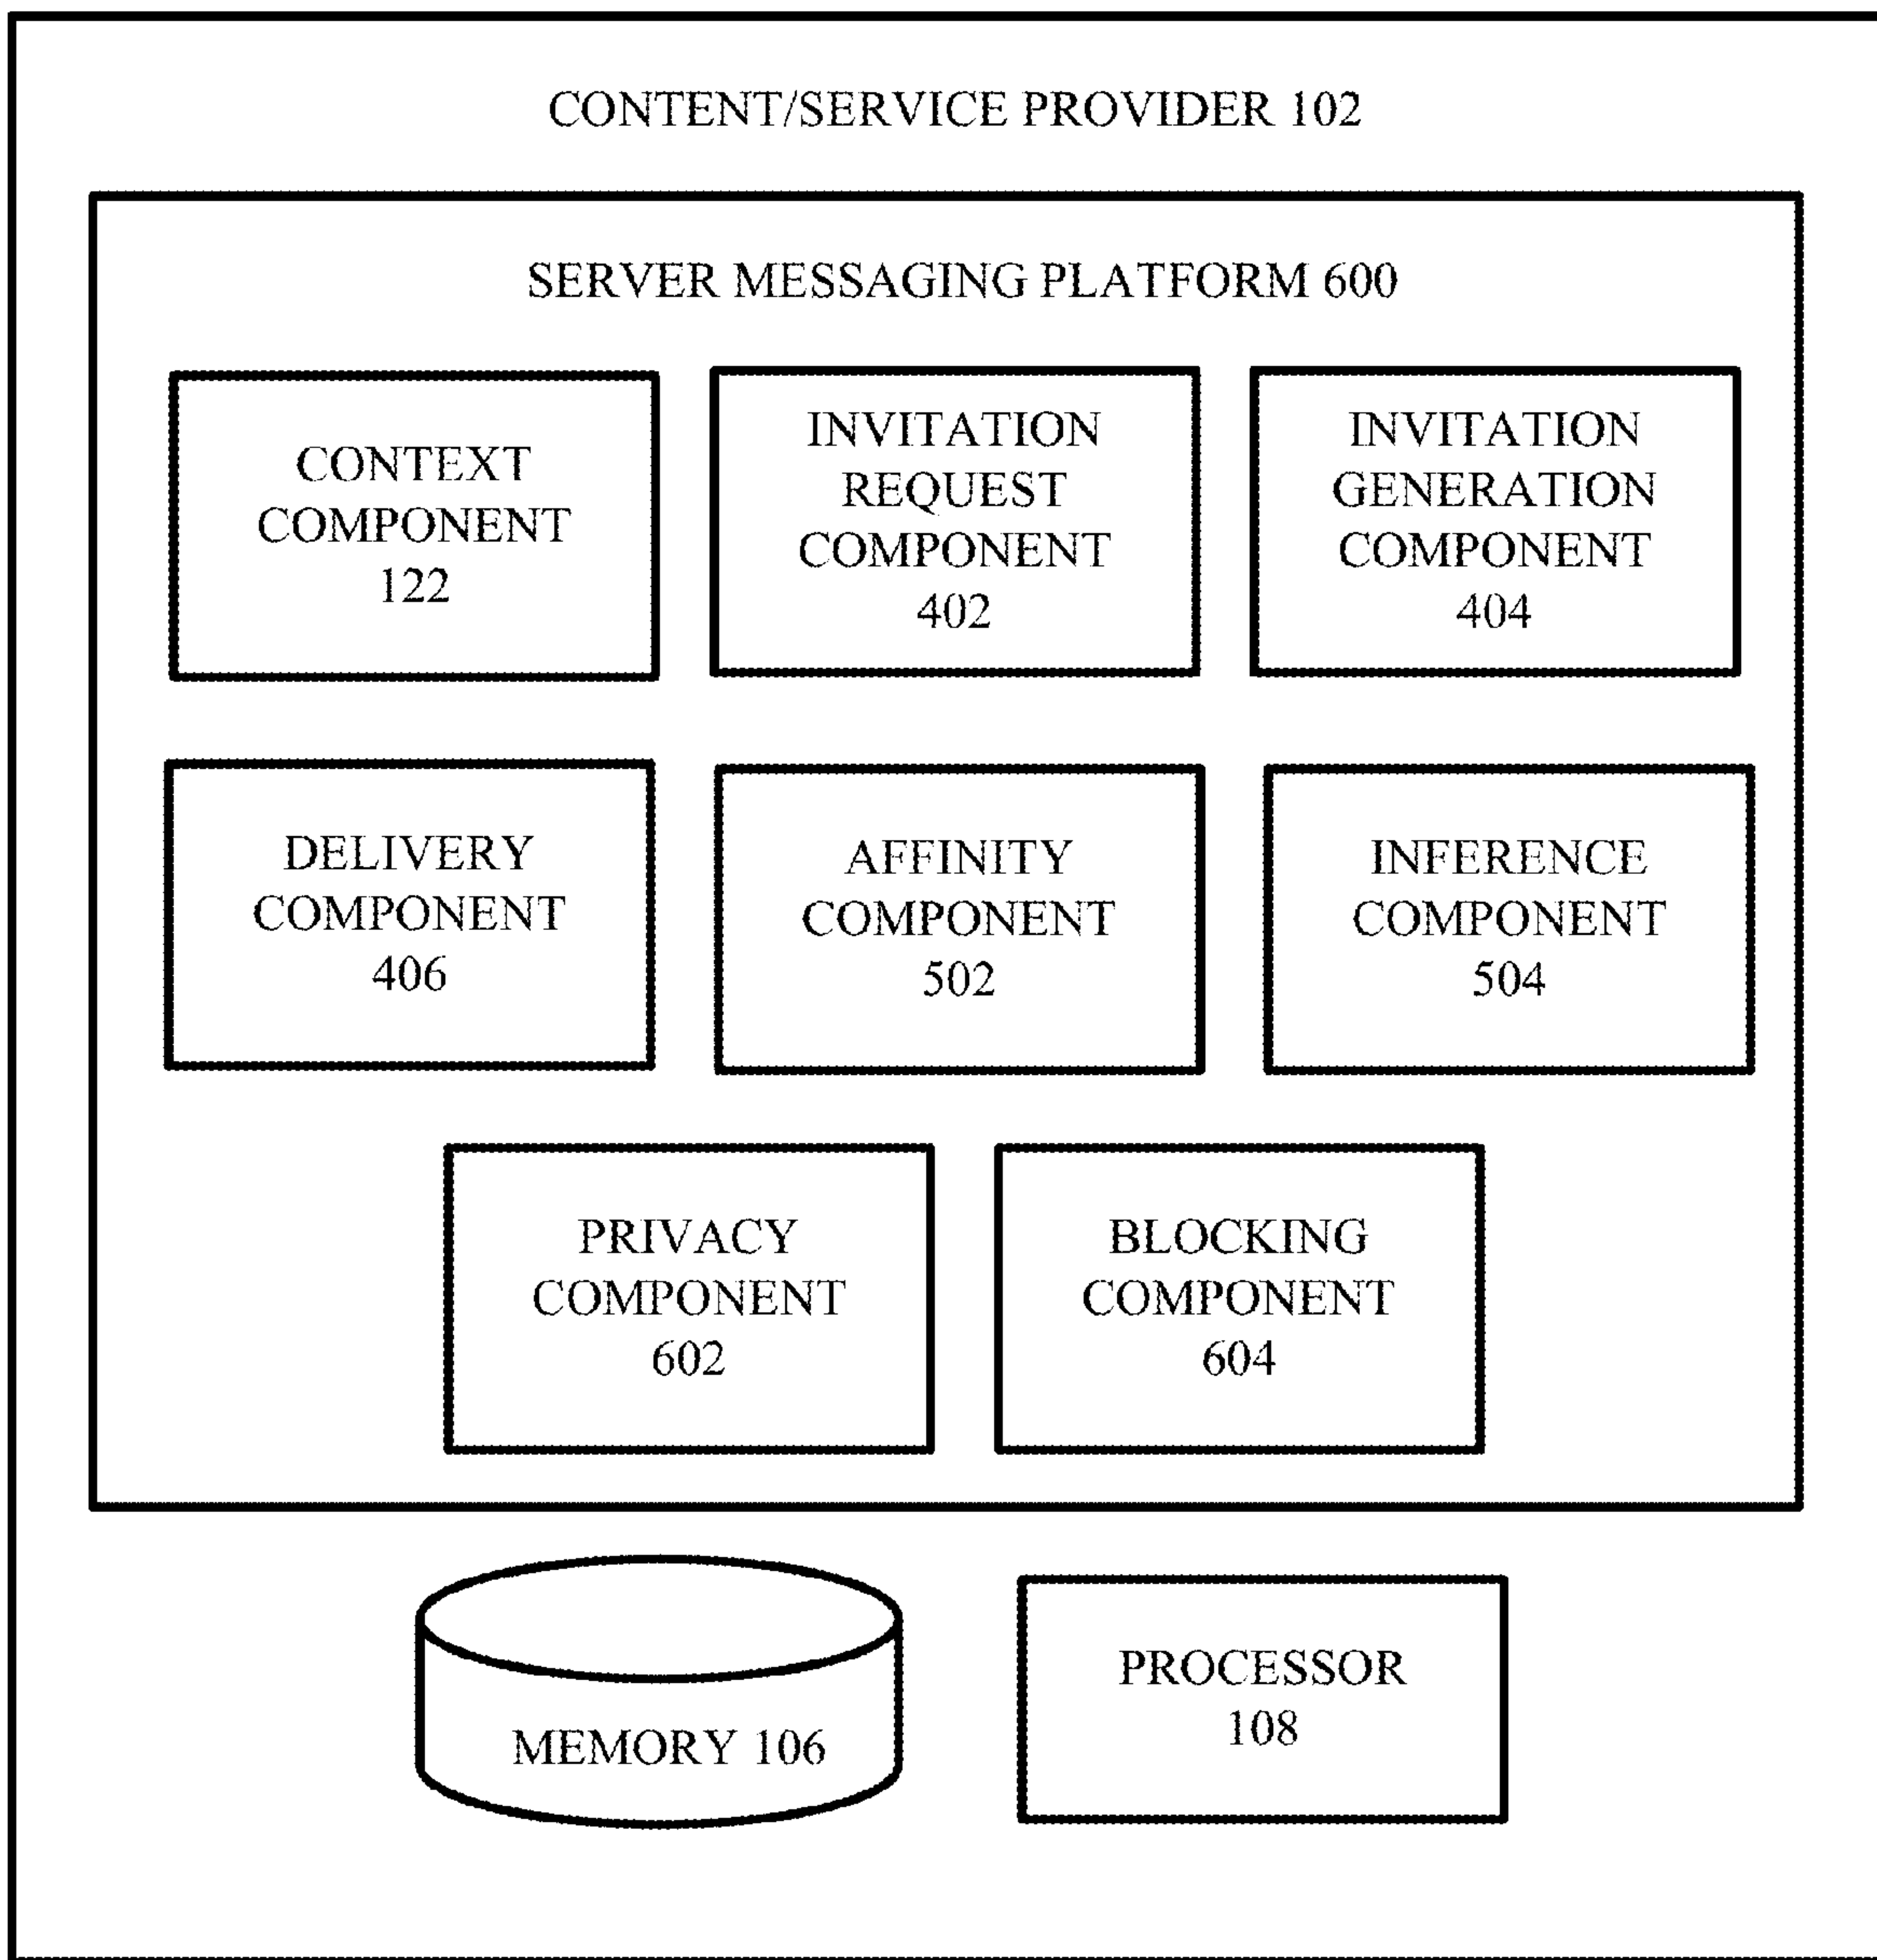 CONTENT/SERVICE PROVIDER 102
SERVER MESSAGING PLATFORM 600
CONTEXT
COMPONENT
122
INVITATION
REQUEST
COMPONENT
402
INVITATION
GENERATION
COMPONENT
404
DELIVERY
COMPONENT
406
AFFINITY
COMPONENT
502
INFERENCE
COMPONENT
504
PRIVACY
COMPONENT
602
BLOCKING
COMPONENT
604
MEMORY 106
PROCESSOR
108